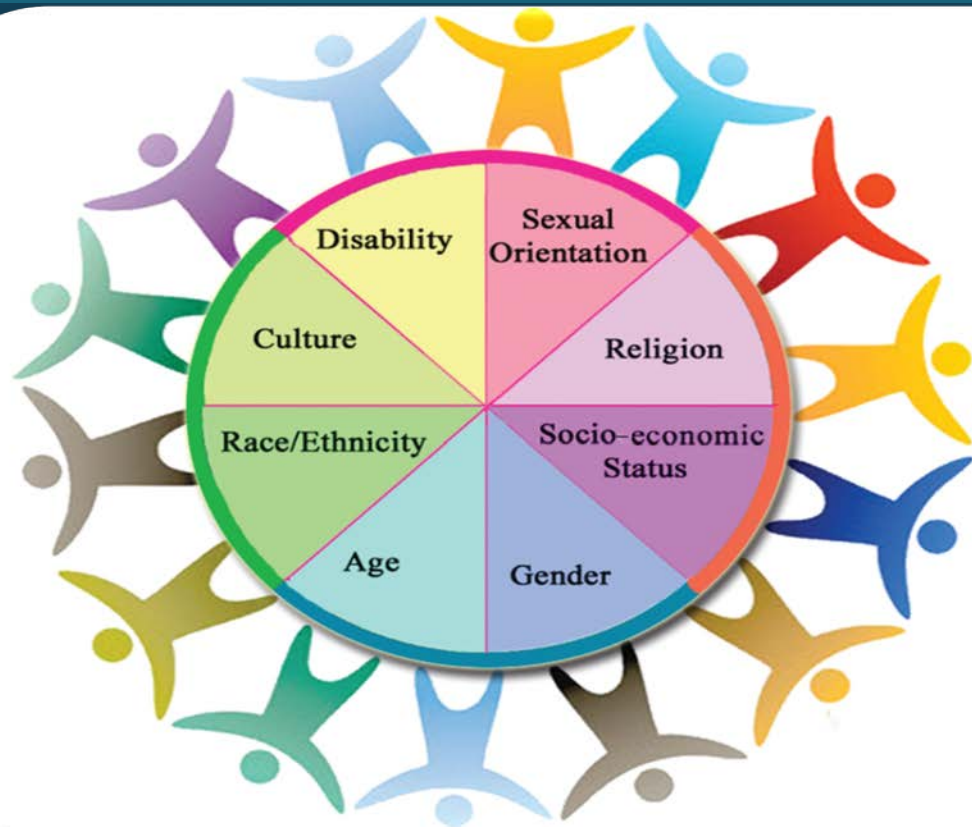 Disability
Sexual
Orientation
Culture
Religion
Race/Ethnicity
Socio-economic
Status
Age
Gender